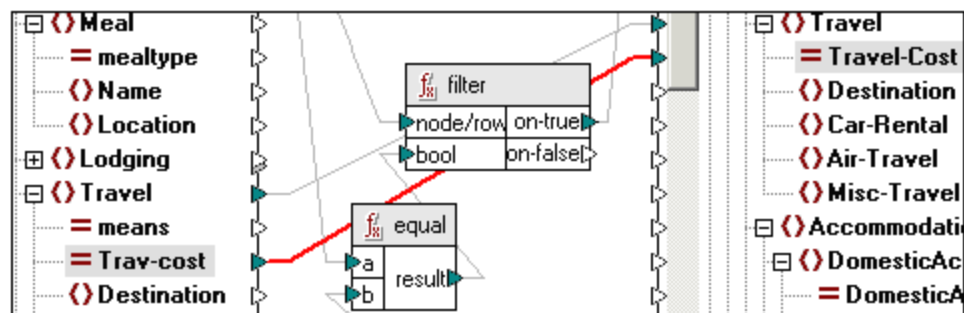 Meal
mealtype
Name
Location
Lodging
Travel
means
Trav-cost
Destination
filter
node/row on-true
bool on-false
equal
a
result
b
Travel
Travel-Cost
Destination
Car-Rental
Air-Travel
Misc-Travel
Accommodati
DomesticAc
DomesticA